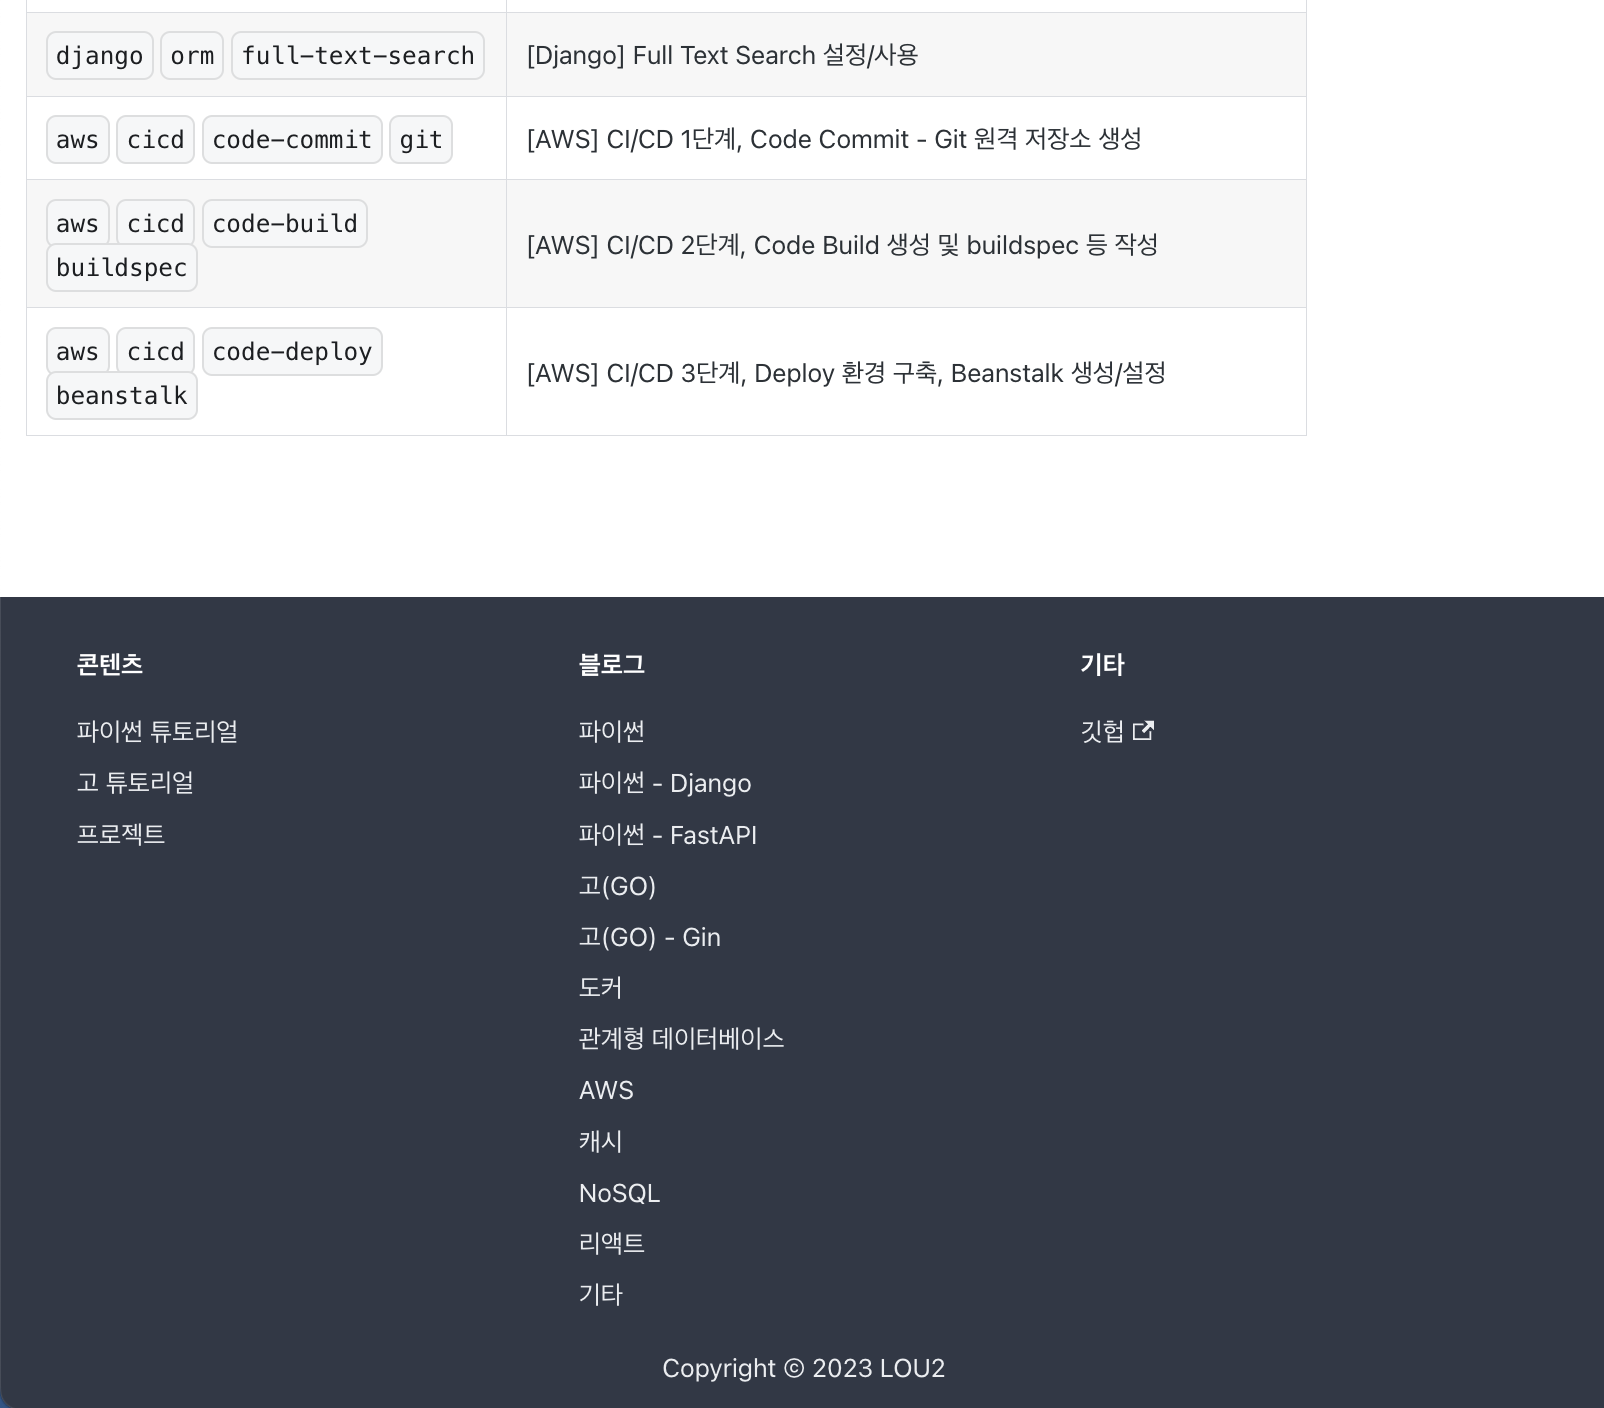 django orm full-text-search [Django] Full Text Search 설정/사용
aws cicd code-commit git [AWS] CI/CD 1단계, Code Commit - Git 원격 저장소 생성
aws cicd code-build
buildspec
[AWS] CI/CD 2단계, Code Build 생성 및 buildspec 등 작성
aws cicd code-deploy
beanstalk
[AWS] CI/CD 3단계, Deploy 환경 구축, Beanstalk 생성/설정
콘텐츠
파이썬 튜토리얼
고 튜토리얼
프로젝트
블로그
파이썬
파이썬 - Django
파이썬 - FastAPI
고(GO)
고(GO) - Gin
도커
관계형 데이터베이스
AWS
캐시
NoSQL
리액트
기타
기타
깃헙
Copyright © 2023 LOU2